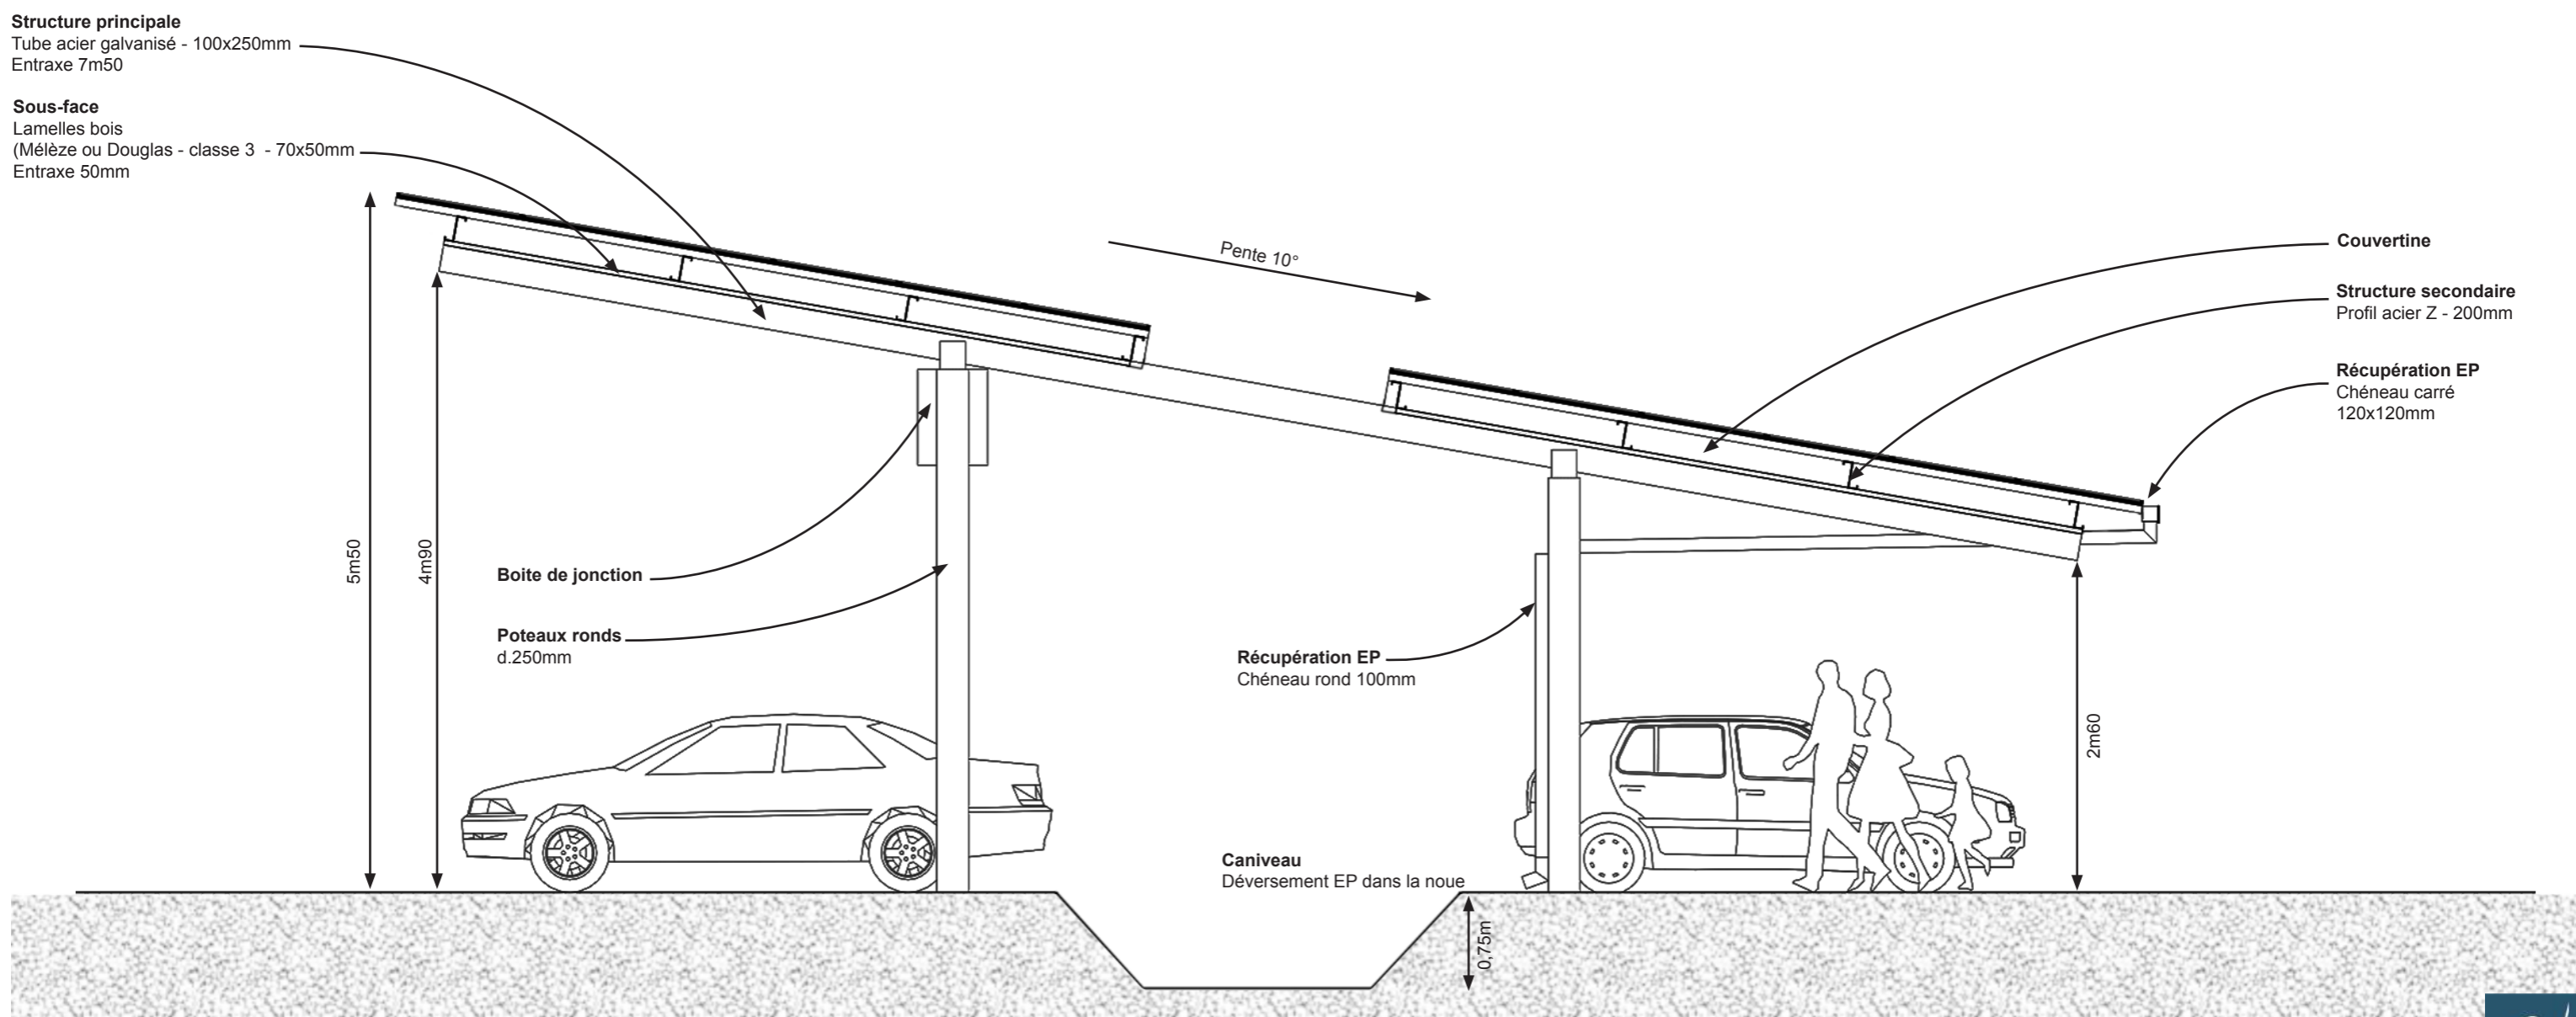 Structure principale
Tube acier galvanisé - 100x250mm
Entraxe 7m50
Sous-face
Lamelles bois
(Mélèze ou Douglas - classe 3  - 70x50mm
Entraxe 50mm
Pente 10°
Couvertine
Structure secondaire
Profil acier Z - 200mm
Récupération EP
Chéneau carré
120x120mm
5m50
4m90
Boite de jonction
Poteaux ronds
d.250mm
Récupération EP
Chéneau rond 100mm
2m60
Caniveau
Déversement EP dans la noue
0,75m